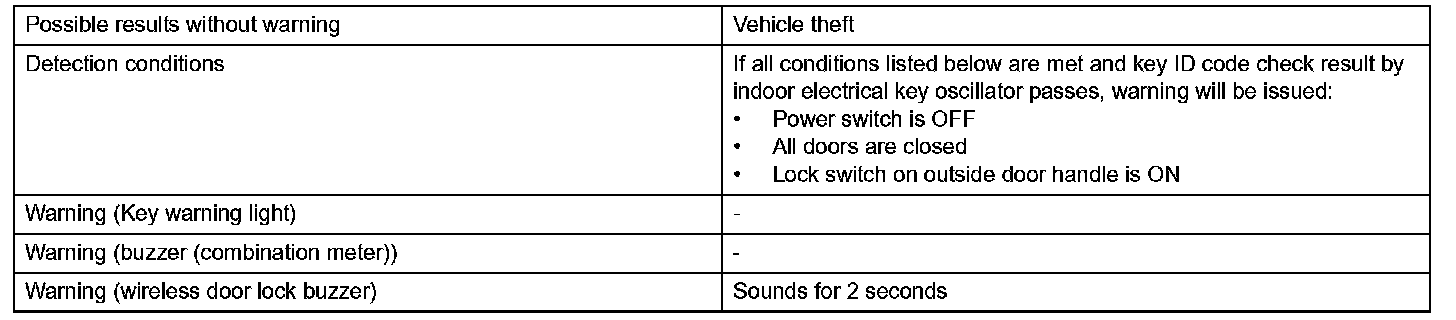 Possible results without warning
Vehicle theft
Detection conditions
If all conditions listed below are met and key ID code check result by
indoor electrical key oscillator passes, warning will be issued:
• Power switch is OFF
• All doors are closed
• Lock switch on outside door handle is ON
Warning (Key warning light)
-
Warning (buzzer (combination meter))
-
Warning (wireless door lock buzzer)
Sounds for 2 seconds